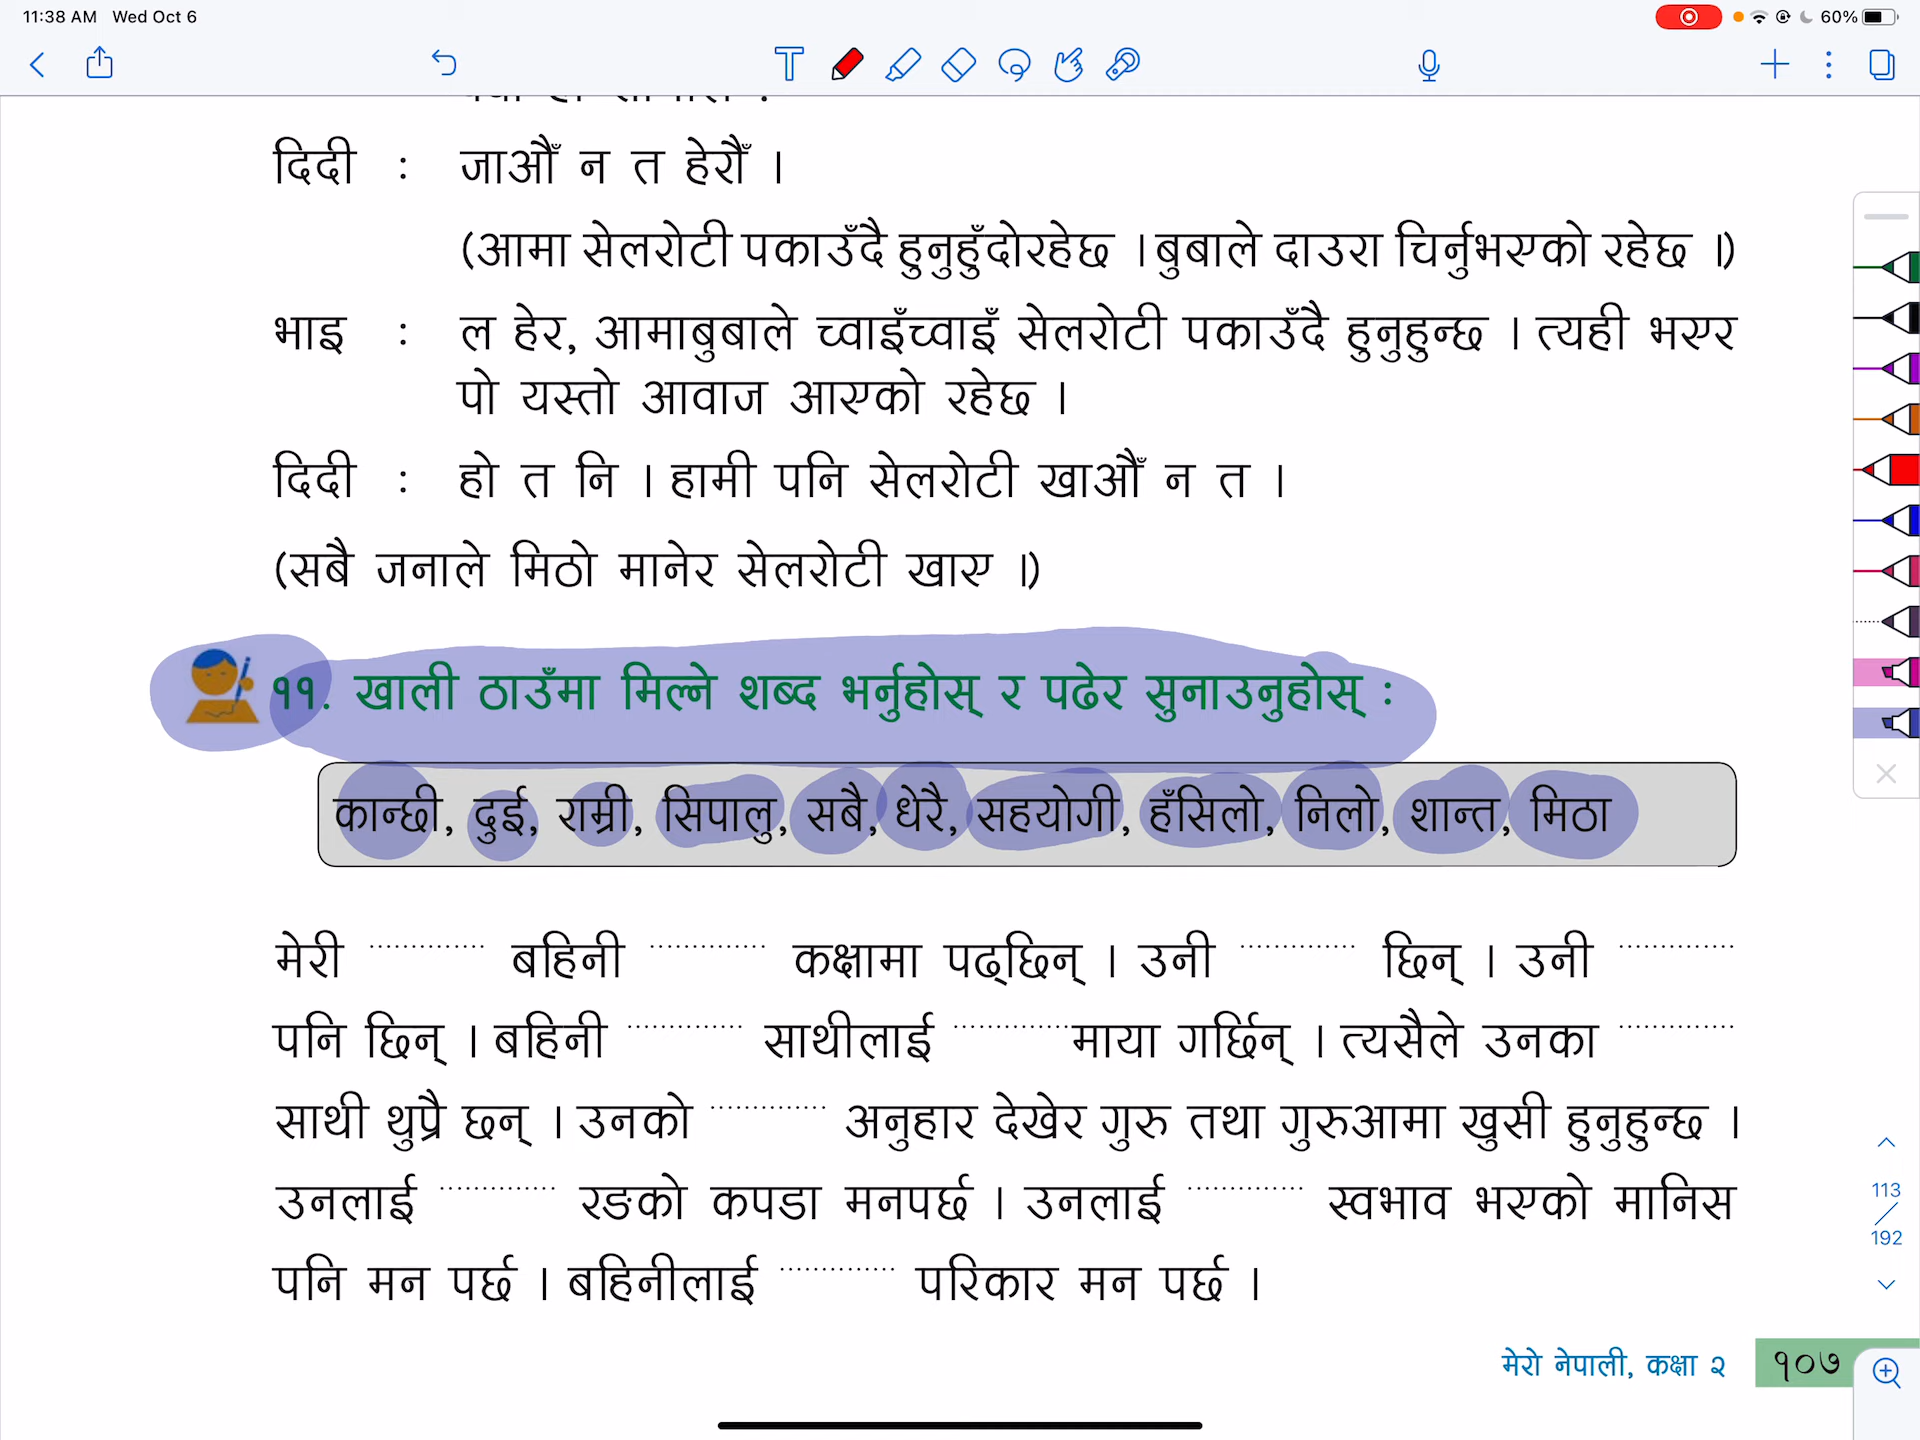 11:38 AM Wed Oct 6
60%
दिदी : जाऔँ न त हेरौँ ।
(आमा सेलरोटी पकाउँदै हुनुहुँदोरहेछ । बुबाले दाउरा चिर्नुभएको रहेछ ।)
भाइ : ल हेर, आमाबुबाले च्वाइँच्वाइँ सेलरोटी पकाउँदै हुनुहुन्छ । त्यही भएर
पो यस्तो आवाज आएको रहेछ ।
दिदी : हो त नि । हामी पनि सेलरोटी खाऔँ न त ।
(सबै जनाले मिठो मानेर सेलरोटी खाए ।)
११. खाली ठाउँमा मिल्ने शब्द भर्नुहोस् र पढेर सुनाउनुहोस् :
कान्छी, दुई, राम्री, सिपालु, सबै, धेरै, सहयोगी, हँसिलो, निलो, शान्त, मिठा
मेरी .............. बहिनी .............. कक्षामा पढ्छिन् । उनी .............. छिन् । उनी ..............
पनि छिन् । बहिनी .............. साथीलाई .............. माया गर्छिन् । त्यसैले उनका ..............
साथी थुप्रै छन् । उनको .............. अनुहार देखेर गुरु तथा गुरुआमा खुसी हुनुहुन्छ ।
उनलाई .............. रङको कपडा मनपर्छ । उनलाई .............. स्वभाव भएको मानिस
पनि मन पर्छ । बहिनीलाई .............. परिकार मन पर्छ ।
113
192
मेरो नेपाली, कक्षा २ १०७